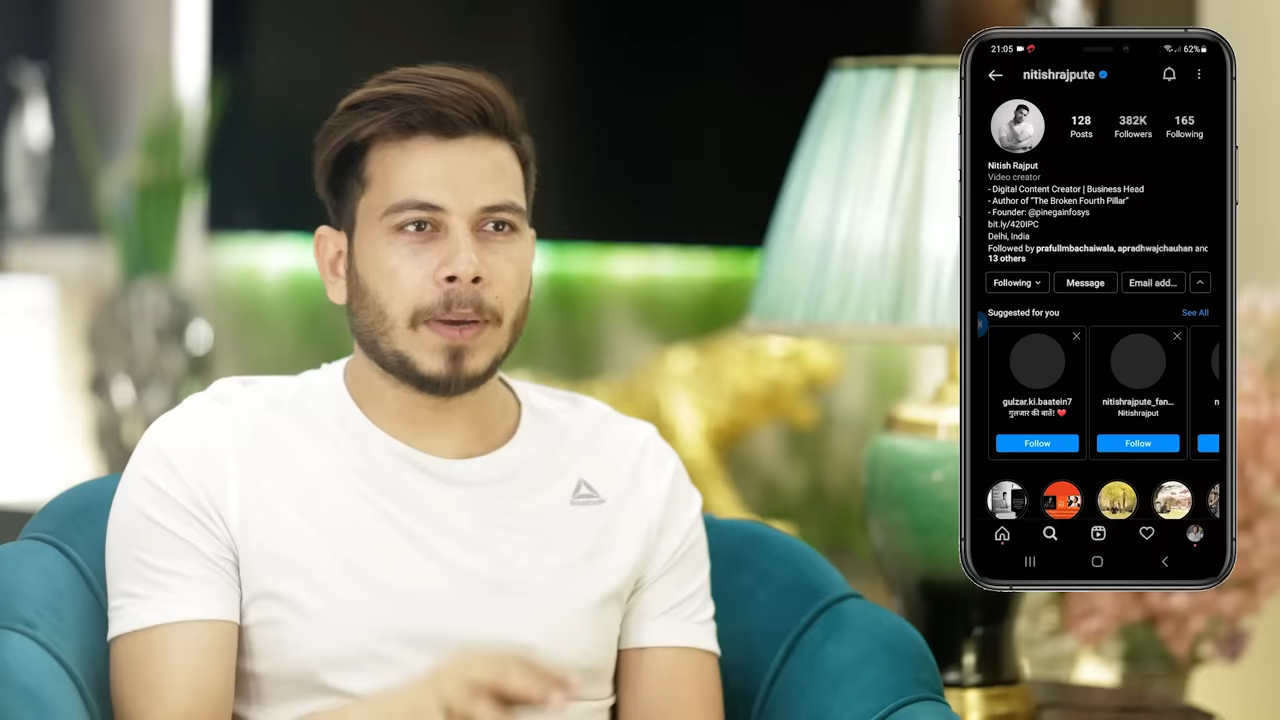 21:05
62%
nitishrajpute
128
382K
165
Posts
Followers
Following
Nitish Rajput
Video creator
- Digital Content Creator | Business Head
- Author of "The Broken Fourth Pillar"
- Founder: @pinegainfosys
bit.ly/420IPC
Delhi, India
Followed by prafullmbachaiwala, apradhwajchauhan and
13 others
Following
Message
Email add...
Suggested for you
See All
gulzar.ki.baatein7
गुलजार की बातें! ❤️
Follow
nitishrajpute_fan...
Nitishrajput
Follow
n